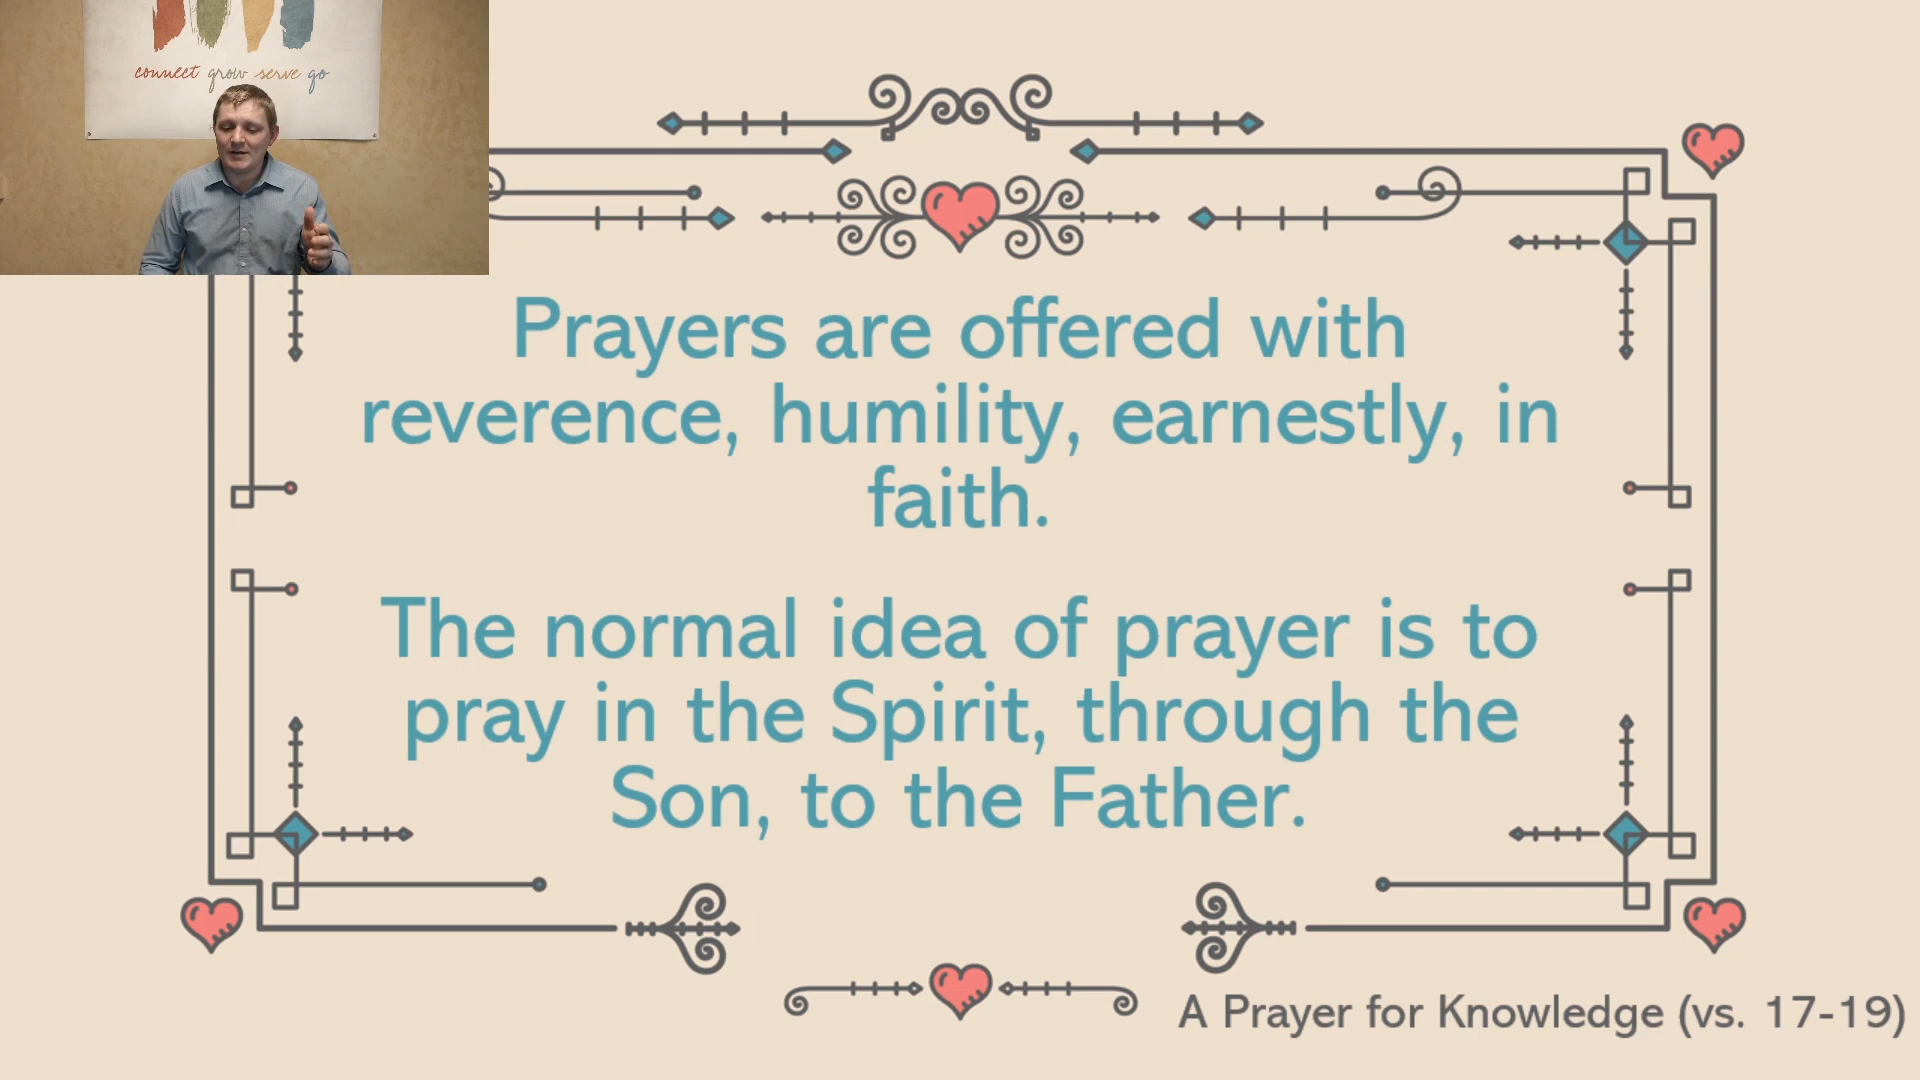 connect grow serve go
Prayers are offered with
reverence, humility, earnestly, in
faith.
The normal idea of prayer is to
pray in the Spirit, through the
Son, to the Father.
A Prayer for Knowledge (vs. 17-19)